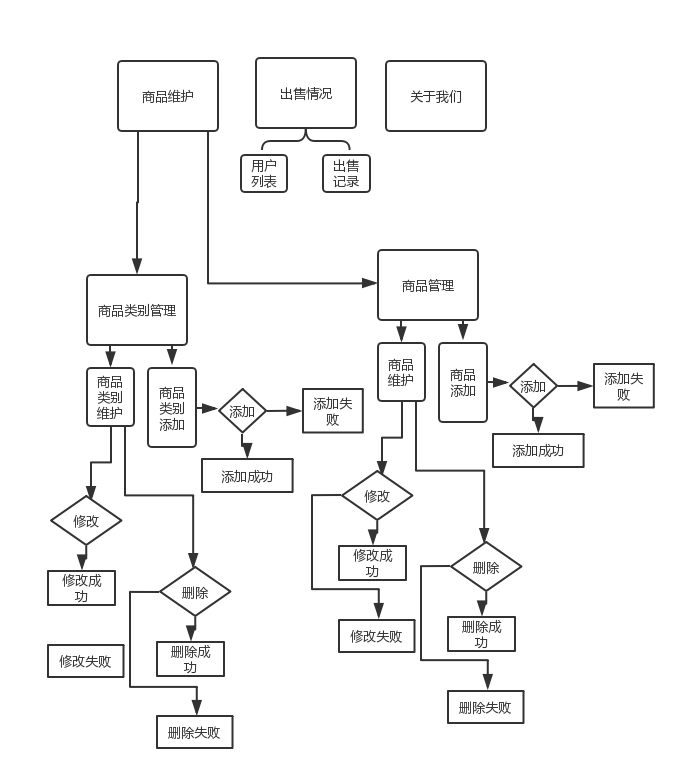 商品维护
出售情况
关于我们
用户
列表
出售
记录
商品类别管理
商品管理
商品
类别
维护
商品
类别
添加
添加
添加失
败
添加成功
商品
维护
商品
添加
添加
添加失
败
添加成功
修改
修改成
功
修改失败
删除
删除成
功
删除失败
修改
修改成
功
修改失败
删除
删除成
功
删除失败